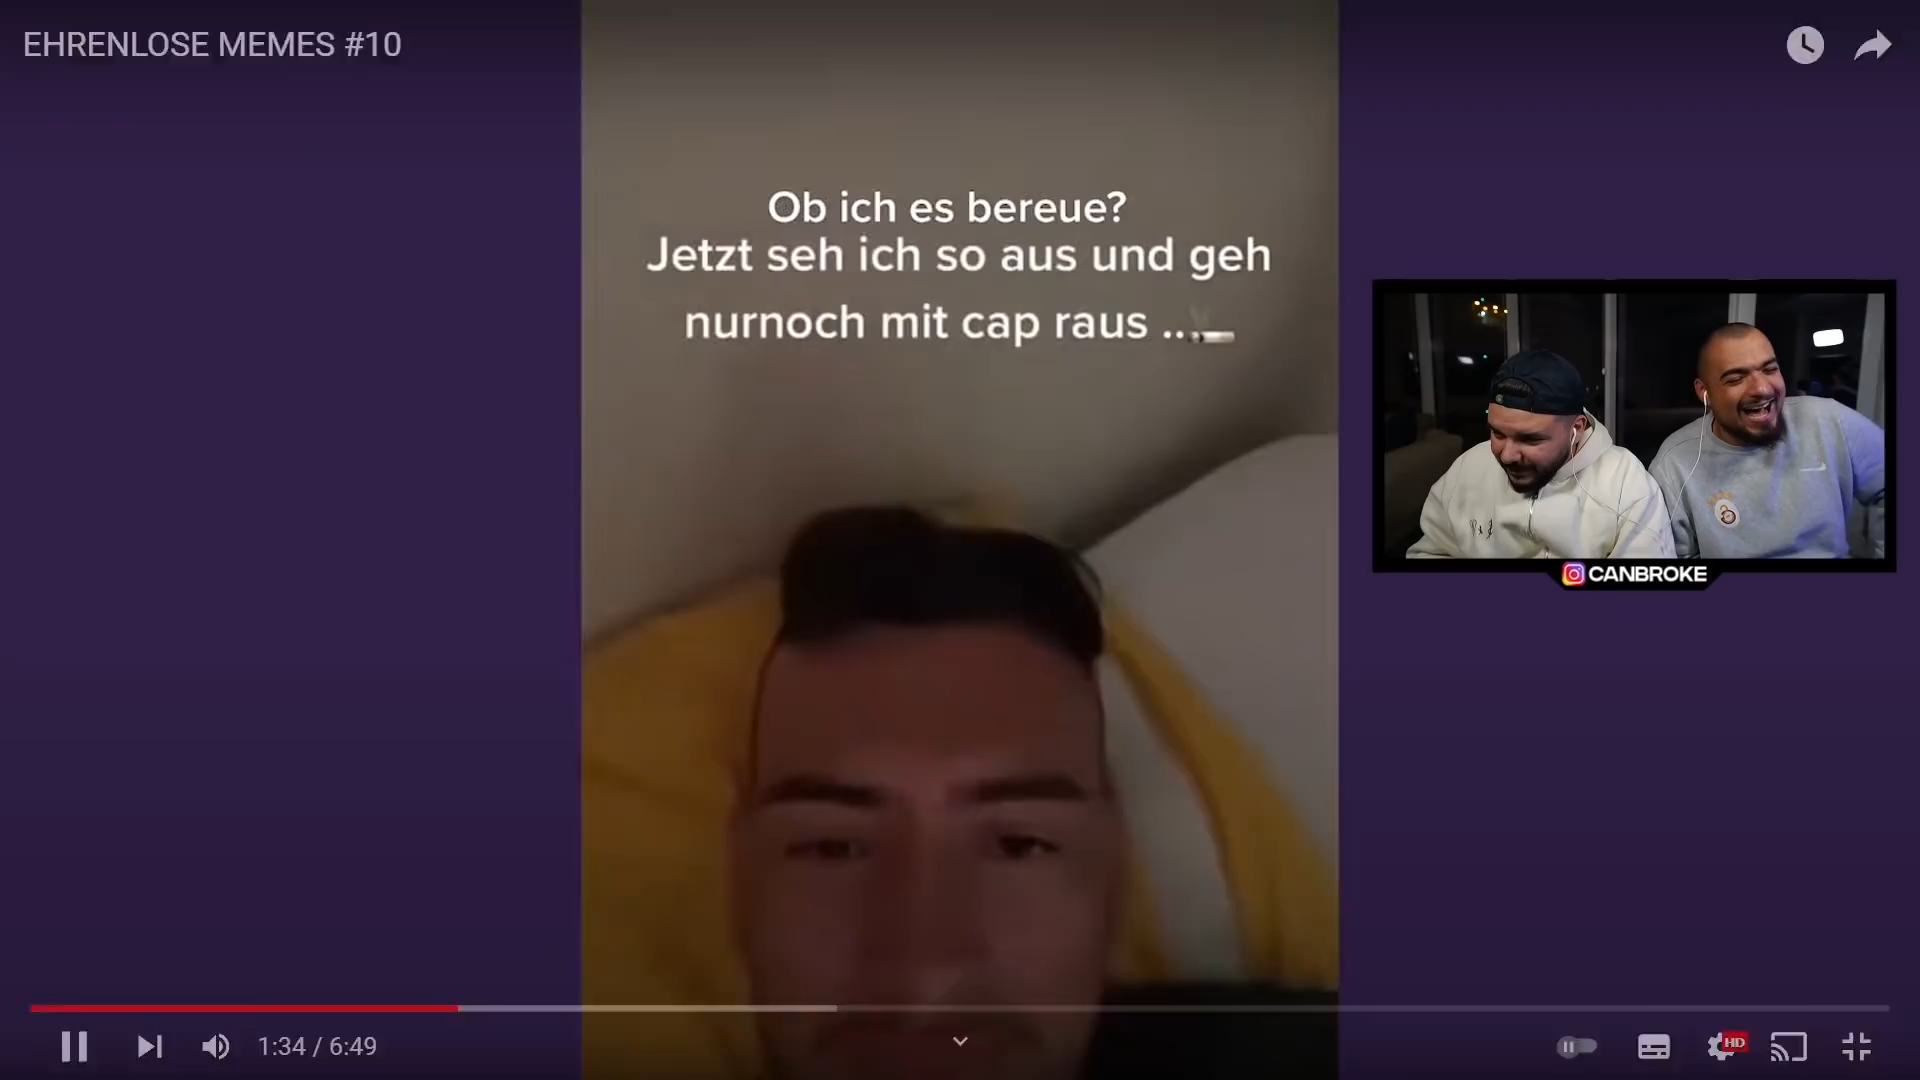 EHRENLOSE MEMES #10
Ob ich es bereue?
Jetzt seh ich so aus und geh
nurnoch mit cap raus ..
CANBROKE
1:34 / 6:49
HD